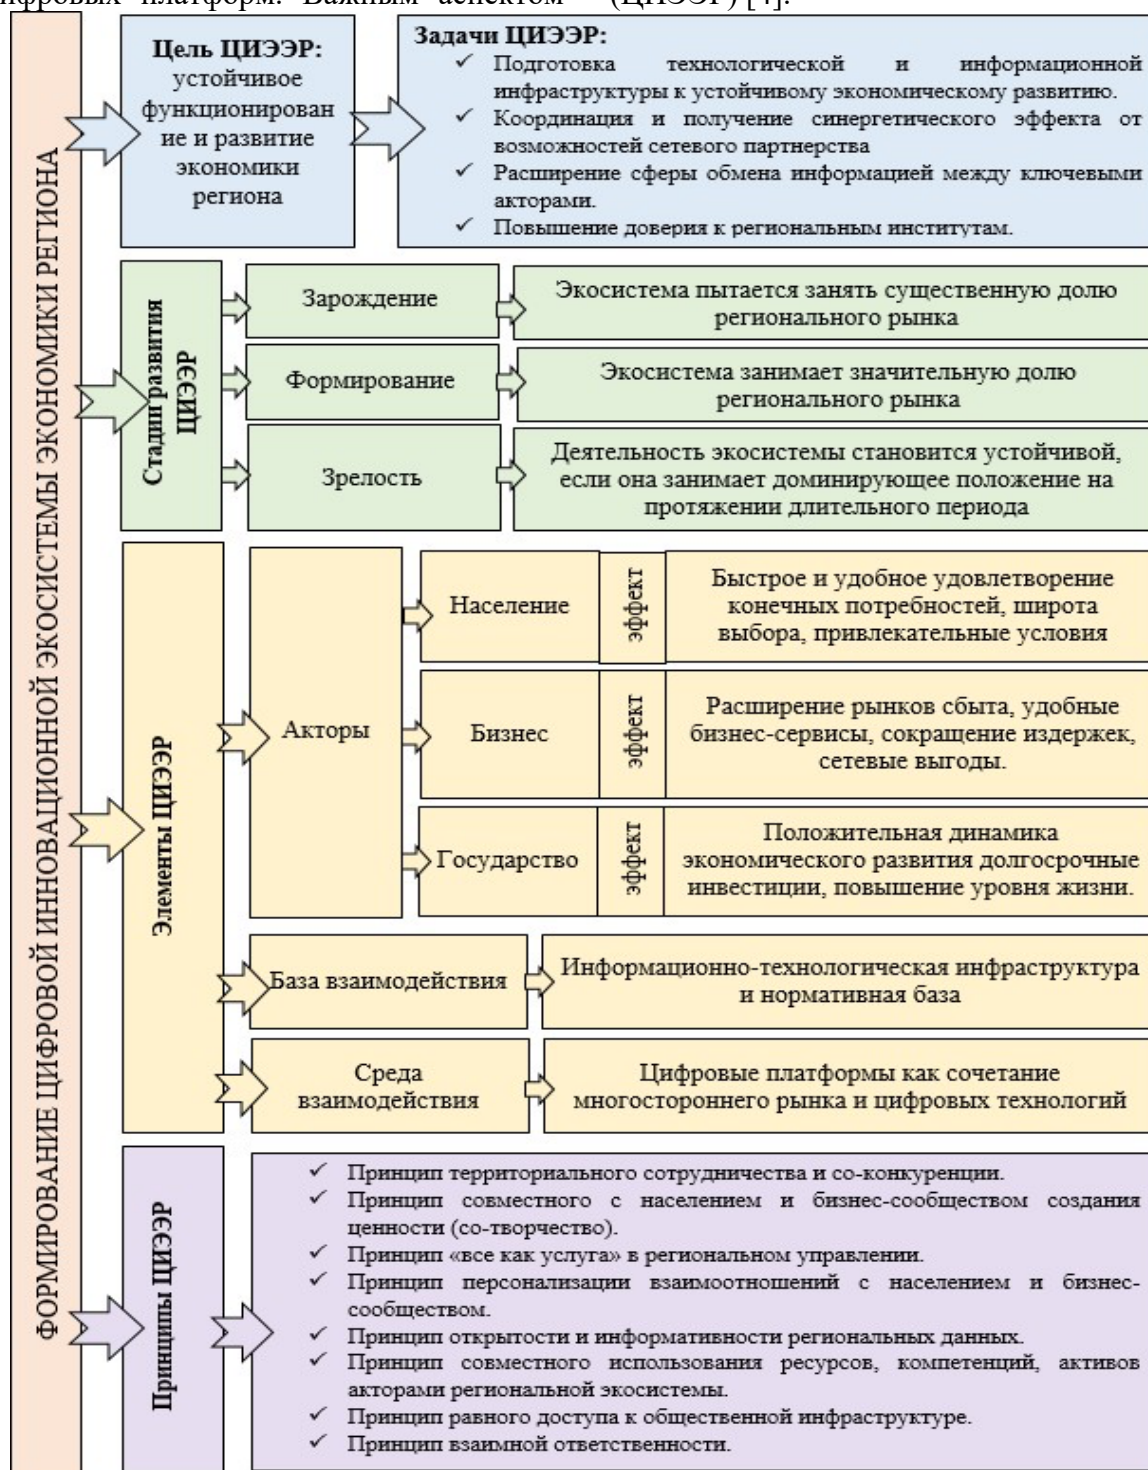 цифровых платформ. Важным аспектом (ЦИЭЭР) [4].
ФОРМИРОВАНИЕ ЦИФРОВОЙ ИННОВАЦИОННОЙ ЭКОСИСТЕМЫ ЭКОНОМИКИ РЕГИОНА
Цель ЦИЭЭР:
устойчивое
функционирован
ие и развитие
экономики
региона
Задачи ЦИЭЭР:
✓ Подготовка технологической и информационной
инфраструктуры к устойчивому экономическому развитию.
✓ Координация и получение синергетического эффекта от
возможностей сетевого партнерства
✓ Расширение сферы обмена информацией между ключевыми
акторами.
✓ Повышение доверия к региональным институтам.
Стадии развития
ЦИЭЭР
Зарождение
Экосистема пытается занять существенную долю
регионального рынка
Формирование
Экосистема занимает значительную долю
регионального рынка
Зрелость
Деятельность экосистемы становится устойчивой,
если она занимает доминирующее положение на
протяжении длительного периода
Элементы ЦИЭЭР
Акторы
Население
эффект
Быстрое и удобное удовлетворение
конечных потребностей, широта
выбора, привлекательные условия
Бизнес
эффект
Расширение рынков сбыта, удобные
бизнес-сервисы, сокращение издержек,
сетевые выгоды.
Государство
эффект
Положительная динамика
экономического развития долгосрочные
инвестиции, повышение уровня жизни.
База взаимодействия
Информационно-технологическая инфраструктура
и нормативная база
Среда
взаимодействия
Цифровые платформы как сочетание
многостороннего рынка и цифровых технологий
Принципы ЦИЭЭР
✓ Принцип территориального сотрудничества и со-конкуренции.
✓ Принцип совместного с населением и бизнес-сообществом создания
ценности (со-творчество).
✓ Принцип «все как услуга» в региональном управлении.
✓ Принцип персонализации взаимоотношений с населением и бизнес-
сообществом.
✓ Принцип открытости и информативности региональных данных.
✓ Принцип совместного использования ресурсов, компетенций, активов
акторами региональной экосистемы.
✓ Принцип равного доступа к общественной инфраструктуре.
✓ Принцип взаимной ответственности.